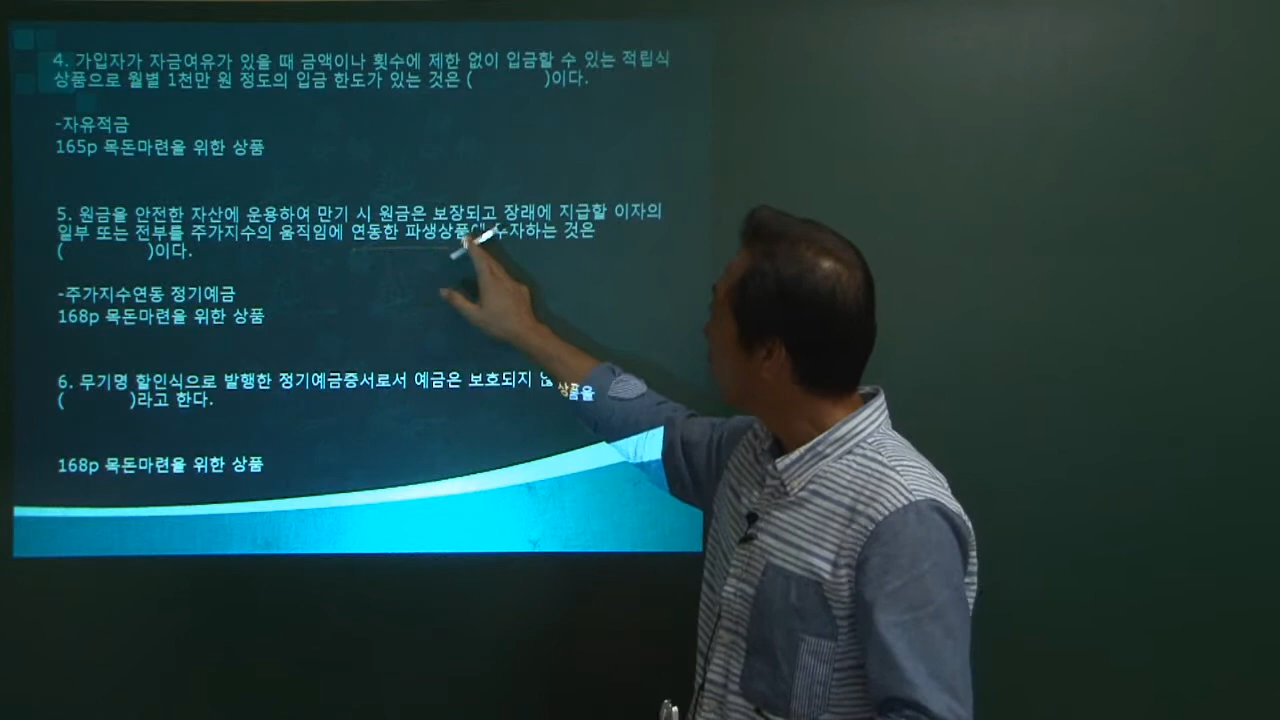 4. 가입자가 자금여유가 있을 때 금액이나 횟수에 제한 없이 입금할 수 있는 적립식
상품으로 월별 1천만 원 정도의 입금 한도가 있는 것은 ( )이다.
-자유적금
165p 목돈마련을 위한 상품
5. 원금을 안전한 자산에 운용하여 만기 시 원금은 보장되고 장래에 지급할 이자의
일부 또는 전부를 주가지수의 움직임에 연동한 파생상품에 투자하는 것은
( )이다.
-주가지수연동 정기예금
168p 목돈마련을 위한 상품
6. 무기명 할인식으로 발행한 정기예금증서로서 예금은 보호되지 상품을
( )라고 한다.
168p 목돈마련을 위한 상품